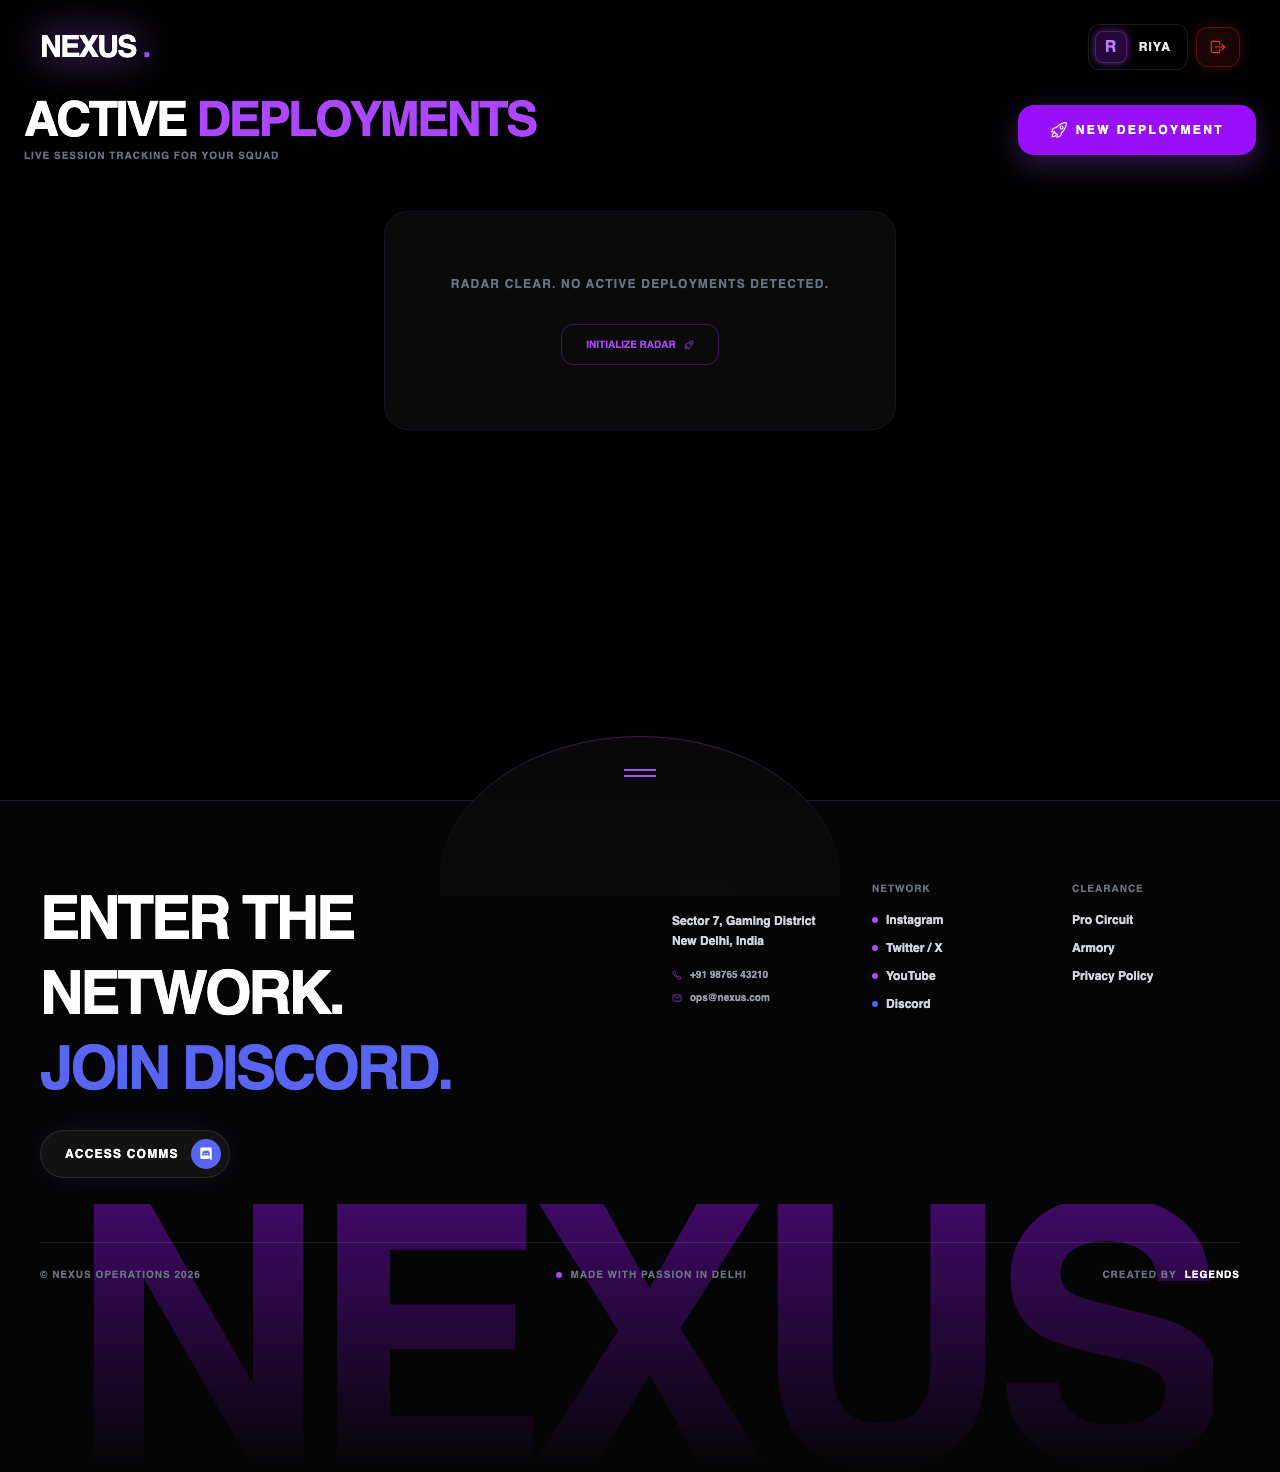 NEXUS .
R
RIYA
ACTIVE DEPLOYMENTS
LIVE SESSION TRACKING FOR YOUR SQUAD
NEW DEPLOYMENT
RADAR CLEAR. NO ACTIVE DEPLOYMENTS DETECTED.
INITIALIZE RADAR
ENTER THE
NETWORK.
JOIN DISCORD.
ACCESS COMMS
Sector 7, Gaming District
New Delhi, India
+91 98765 43210
ops@nexus.com
NETWORK
Instagram
Twitter / X
YouTube
Discord
CLEARANCE
Pro Circuit
Armory
Privacy Policy
NEXUS
© NEXUS OPERATIONS 2026
MADE WITH PASSION IN DELHI
CREATED BY LEGENDS